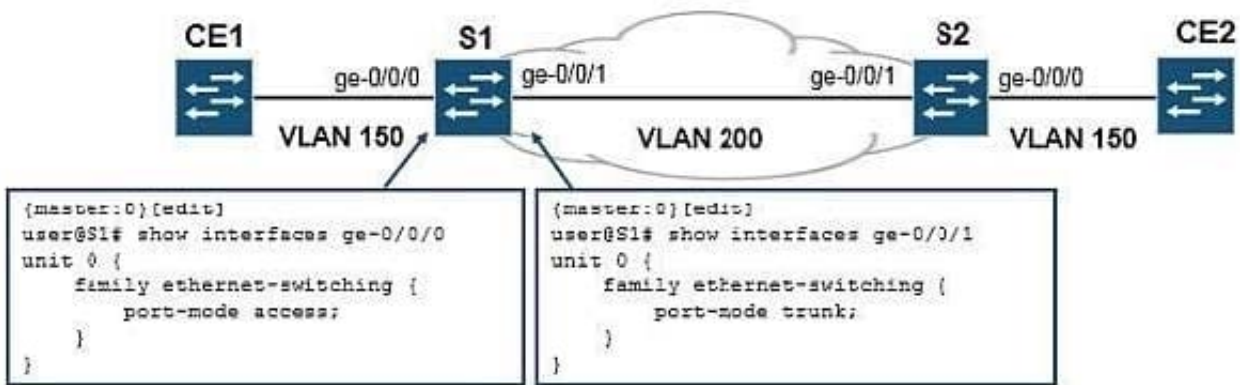 CE1
S1
S2
CE2
ge-0/0/0
ge-0/0/1
ge-0/0/1
ge-0/0/0
VLAN 150
VLAN 200
VLAN 150
{master:0}[edit]
user@S1# show interfaces ge-0/0/0
unit 0 {
family ethernet-switching {
port-mode access;
}
}
{master:0}[edit]
user@S1# show interfaces ge-0/0/1
unit 0 {
family ethernet-switching {
port-mode trunk;
}
}